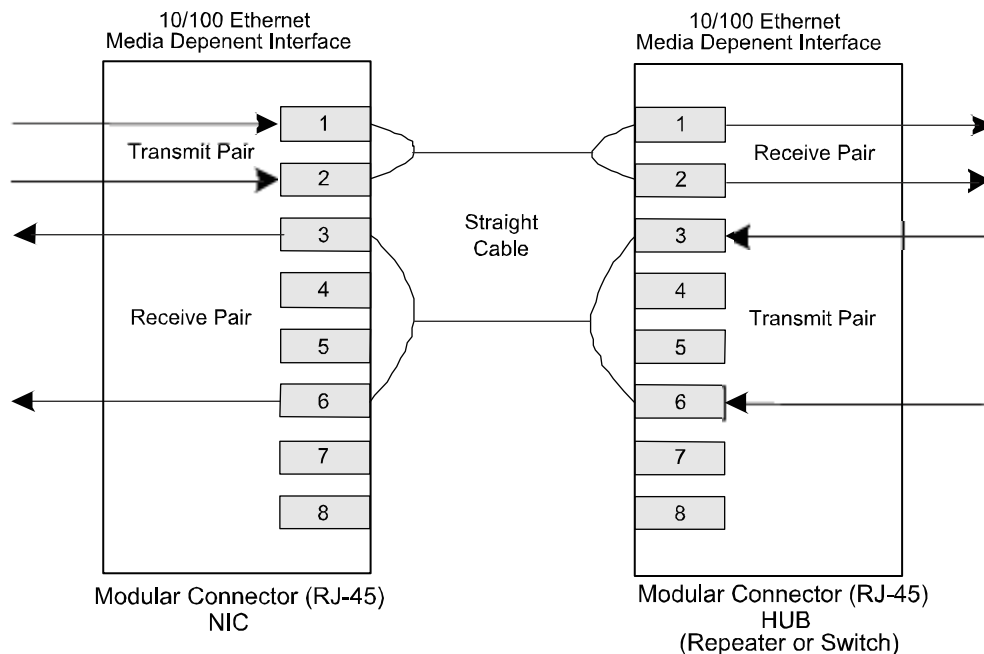 10/100 Ethernet
Media Depenent Interface
10/100 Ethernet
Media Depenent Interface
1
Transmit Pair
2
3
4
Receive Pair
5
6
7
8
Straight
Cable
1
Receive Pair
2
3
4
Transmit Pair
5
6
7
8
Modular Connector (RJ-45)
NIC
Modular Connector (RJ-45)
HUB
(Repeater or Switch)